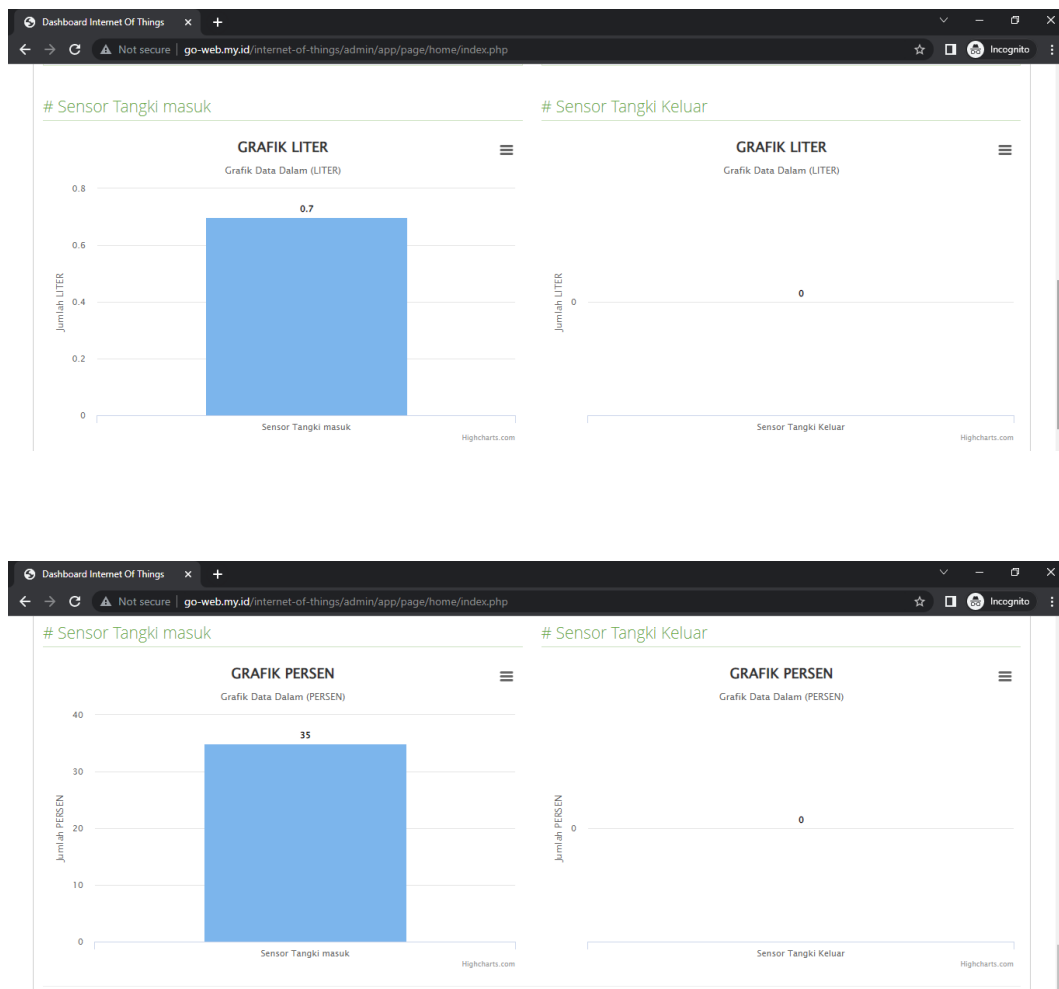 Dashboard Internet Of Things
Not secure | go-web.my.id/internet-of-things/admin/app/page/home/index.php
Incognito
# Sensor Tangki masuk
GRAFIK LITER
Grafik Data Dalam (LITER)
Jumlah LITER
0.8
0.6
0.4
0.2
0
0.7
Sensor Tangki masuk
Highcharts.com
# Sensor Tangki Keluar
GRAFIK LITER
Grafik Data Dalam (LITER)
Jumlah LITER
0
0
Sensor Tangki Keluar
Highcharts.com
Dashboard Internet Of Things
Not secure | go-web.my.id/internet-of-things/admin/app/page/home/index.php
Incognito
# Sensor Tangki masuk
GRAFIK PERSEN
Grafik Data Dalam (PERSEN)
Jumlah PERSEN
40
30
20
10
0
35
Sensor Tangki masuk
Highcharts.com
# Sensor Tangki Keluar
GRAFIK PERSEN
Grafik Data Dalam (PERSEN)
Jumlah PERSEN
0
0
Sensor Tangki Keluar
Highcharts.com